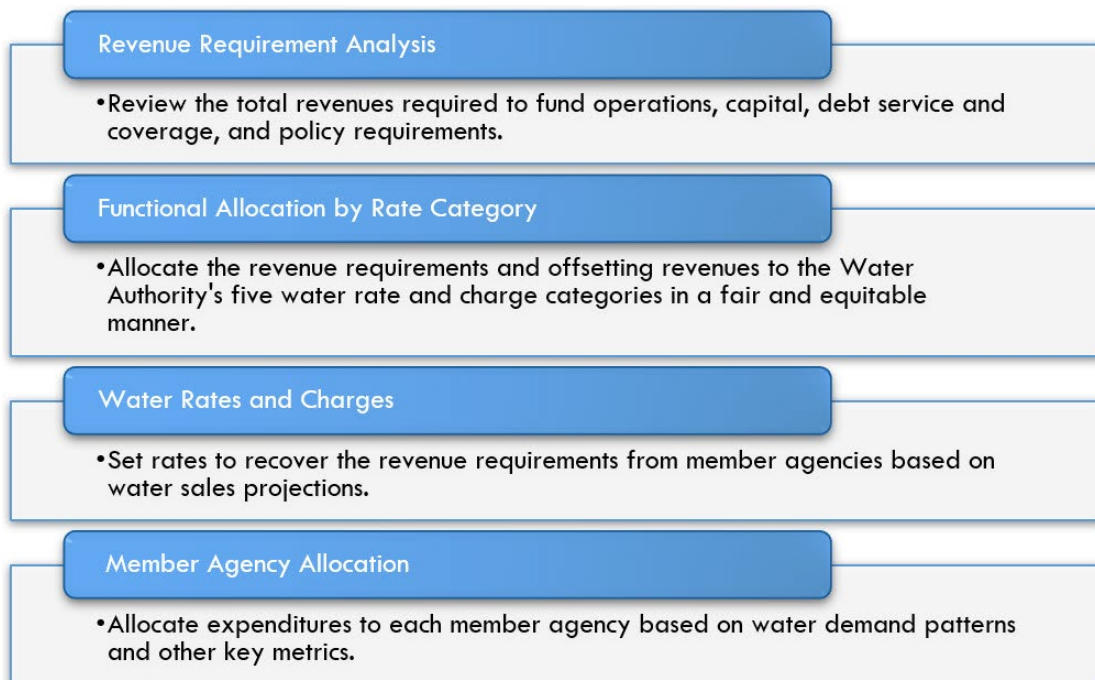 Revenue Requirement Analysis
•Review the total revenues required to fund operations, capital, debt service and
coverage, and policy requirements.
Functional Allocation by Rate Category
•Allocate the revenue requirements and offsetting revenues to the Water
Authority's five water rate and charge categories in a fair and equitable
manner.
Water Rates and Charges
•Set rates to recover the revenue requirements from member agencies based on
water sales projections.
Member Agency Allocation
•Allocate expenditures to each member agency based on water demand patterns
and other key metrics.